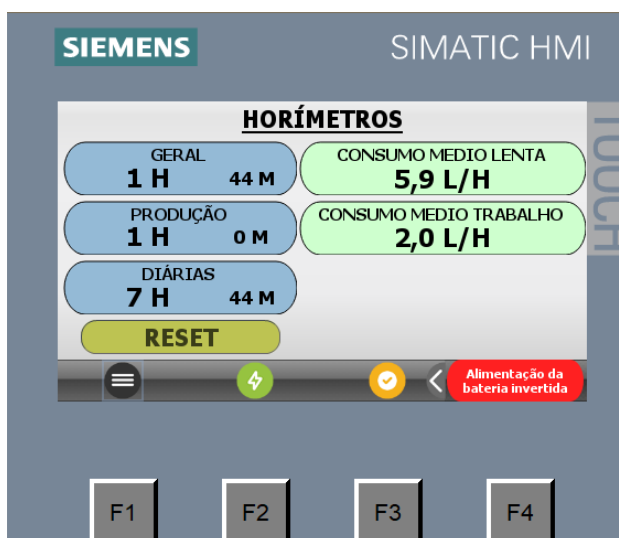 SIEMENS
SIMATIC HMI
TOUCH
HORÍMETROS
GERAL
1 H 44 M
CONSUMO MEDIO LENTA
5,9 L/H
PRODUÇÃO
1 H 0 M
CONSUMO MEDIO TRABALHO
2,0 L/H
DIÁRIAS
7 H 44 M
RESET
Alimentação da
bateria invertida
F1
F2
F3
F4